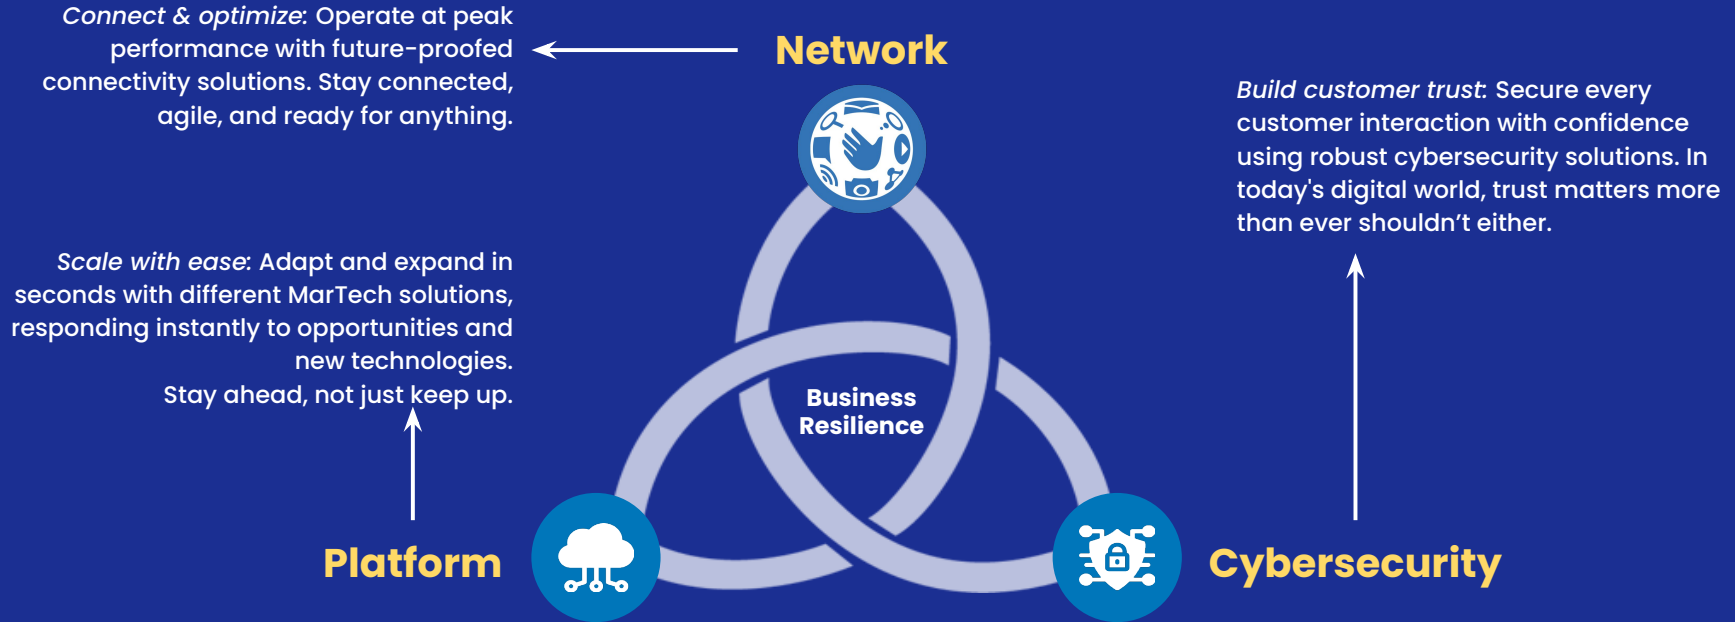 Connect & optimize: Operate at peak
performance with future-proofed
connectivity solutions. Stay connected,
agile, and ready for anything.
Network
Build customer trust: Secure every
customer interaction with confidence
using robust cybersecurity solutions. In
today's digital world, trust matters more
than ever shouldn’t either.
Scale with ease: Adapt and expand in
seconds with different MarTech solutions,
responding instantly to opportunities and
new technologies.
Stay ahead, not just keep up.
Business
Resilience
Platform
Cybersecurity